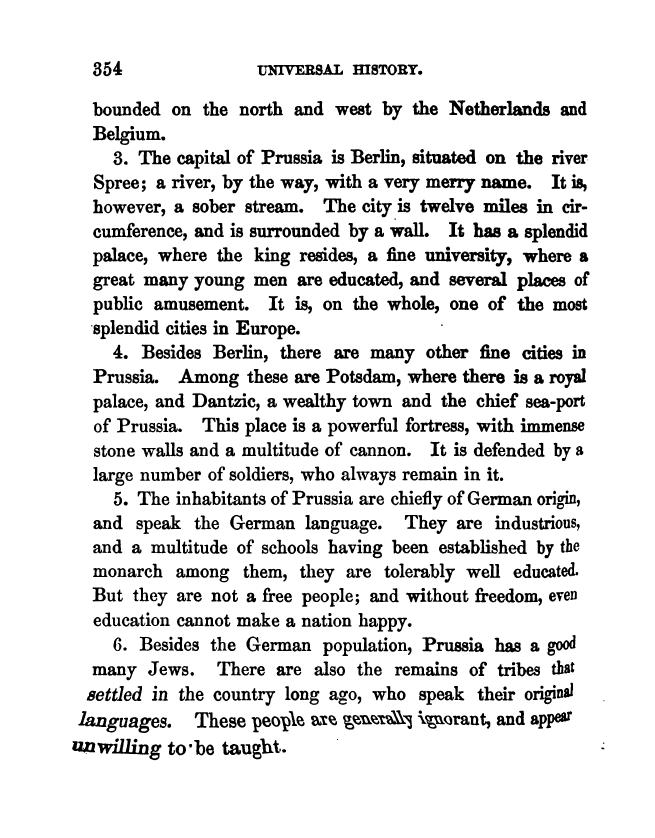 354 UNIVERSAL HISTORY.
bounded on the north and west by the Netherlands and
Belgium.
3. The capital of Prussia is Berlin, situated on the river
Spree; a river, by the way, with a very merry name. It is,
however, a sober stream. The city is twelve miles in cir-
cumference, and is surrounded by a wall. It has a splendid
palace, where the king resides, a fine university, where a
great many young men are educated, and several places of
public amusement. It is, on the whole, one of the most
splendid cities in Europe.
4. Besides Berlin, there are many other fine cities in
Prussia. Among these are Potsdam, where there is a royal
palace, and Dantzic, a wealthy town and the chief sea-port
of Prussia. This place is a powerful fortress, with immense
stone walls and a multitude of cannon. It is defended by a
large number of soldiers, who always remain in it.
5. The inhabitants of Prussia are chiefly of German origin,
and speak the German language. They are industrious,
and a multitude of schools having been established by the
monarch among them, they are tolerably well educated.
But they are not a free people; and without freedom, even
education cannot make a nation happy.
6. Besides the German population, Prussia has a good
many Jews. There are also the remains of tribes that
settled in the country long ago, who speak their original
languages. These people are generally ignorant, and appear
unwilling to be taught.